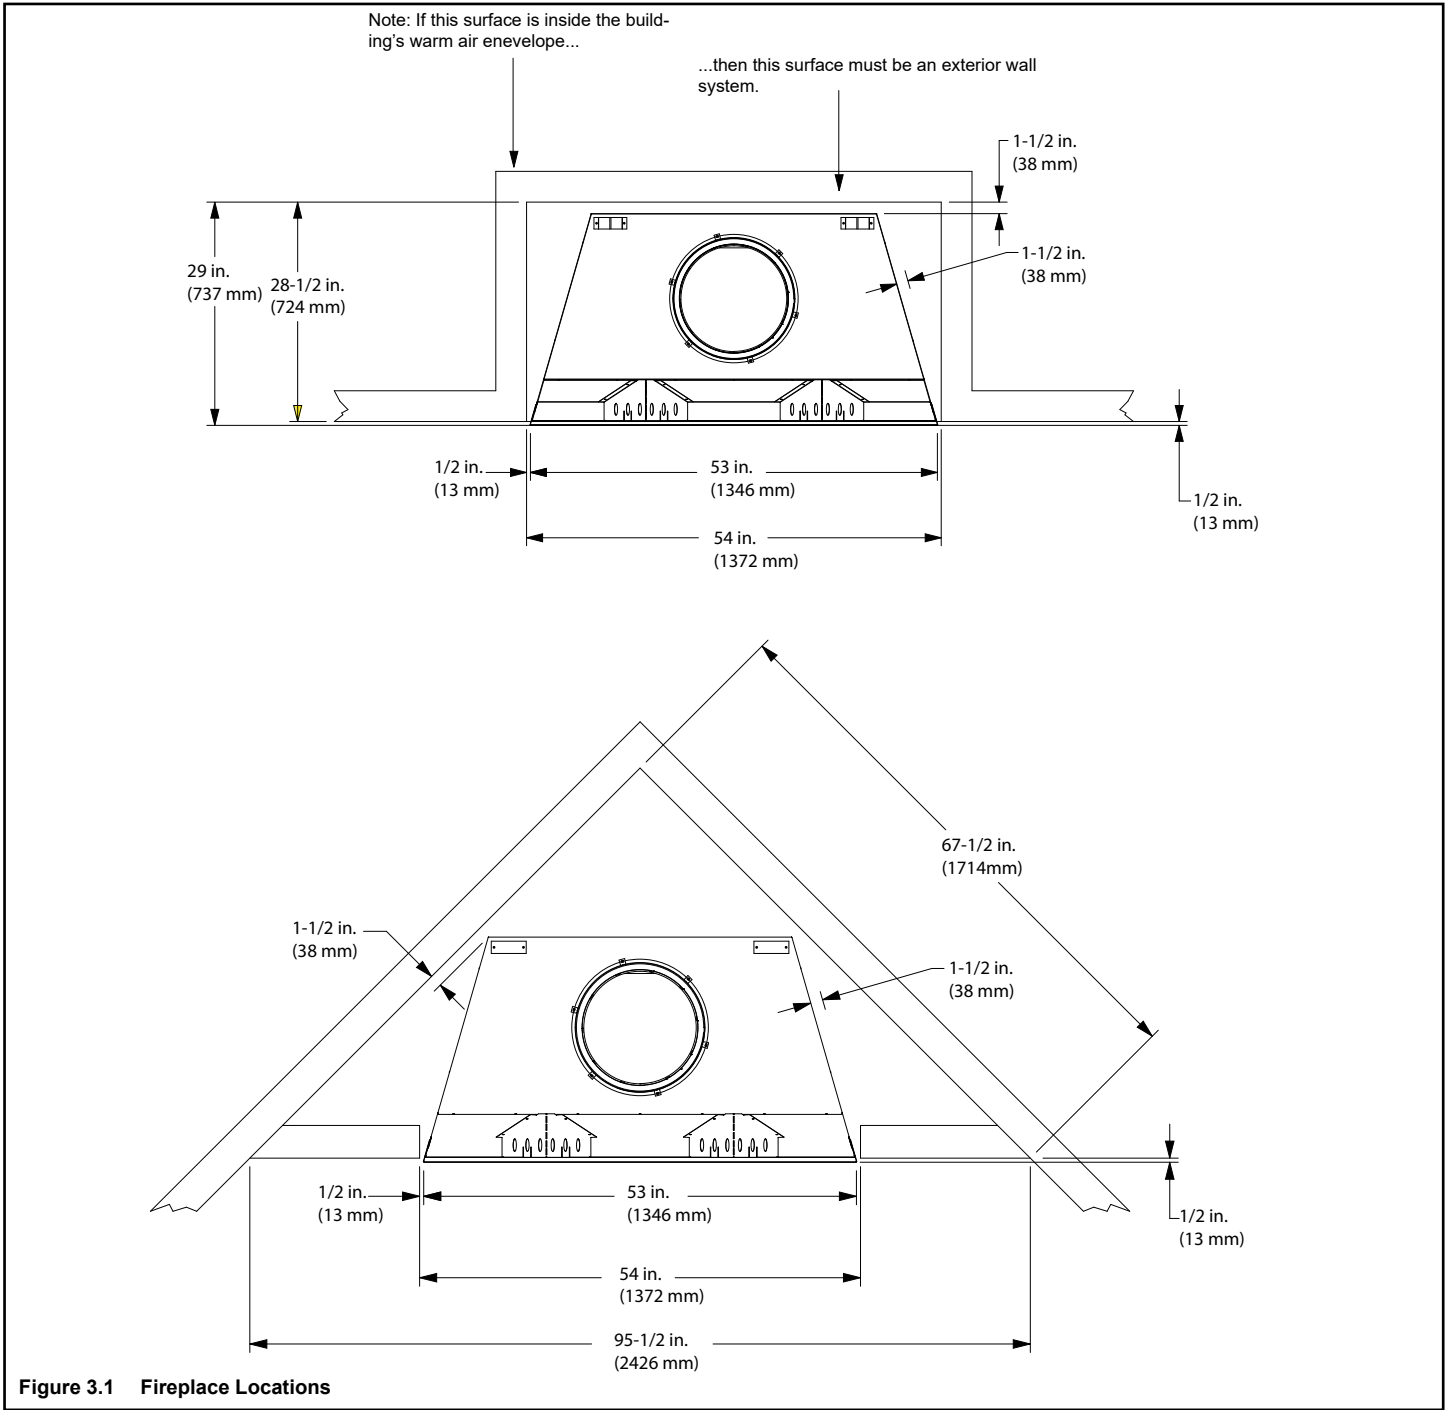 Note: If this surface is inside the build-
ing's warm air enevelope...
...then this surface must be an exterior wall
system.
1-1/2 in.
(38 mm)
1-1/2 in.
(38 mm)
29 in.
(737 mm)
28-1/2 in.
(724 mm)
1/2 in.
(13 mm)
53 in.
(1346 mm)
1/2 in.
(13 mm)
54 in.
(1372 mm)
67-1/2 in.
(1714mm)
1-1/2 in.
(38 mm)
1-1/2 in.
(38 mm)
1/2 in.
(13 mm)
53 in.
(1346 mm)
1/2 in.
(13 mm)
54 in.
(1372 mm)
95-1/2 in.
(2426 mm)
Figure 3.1 Fireplace Locations